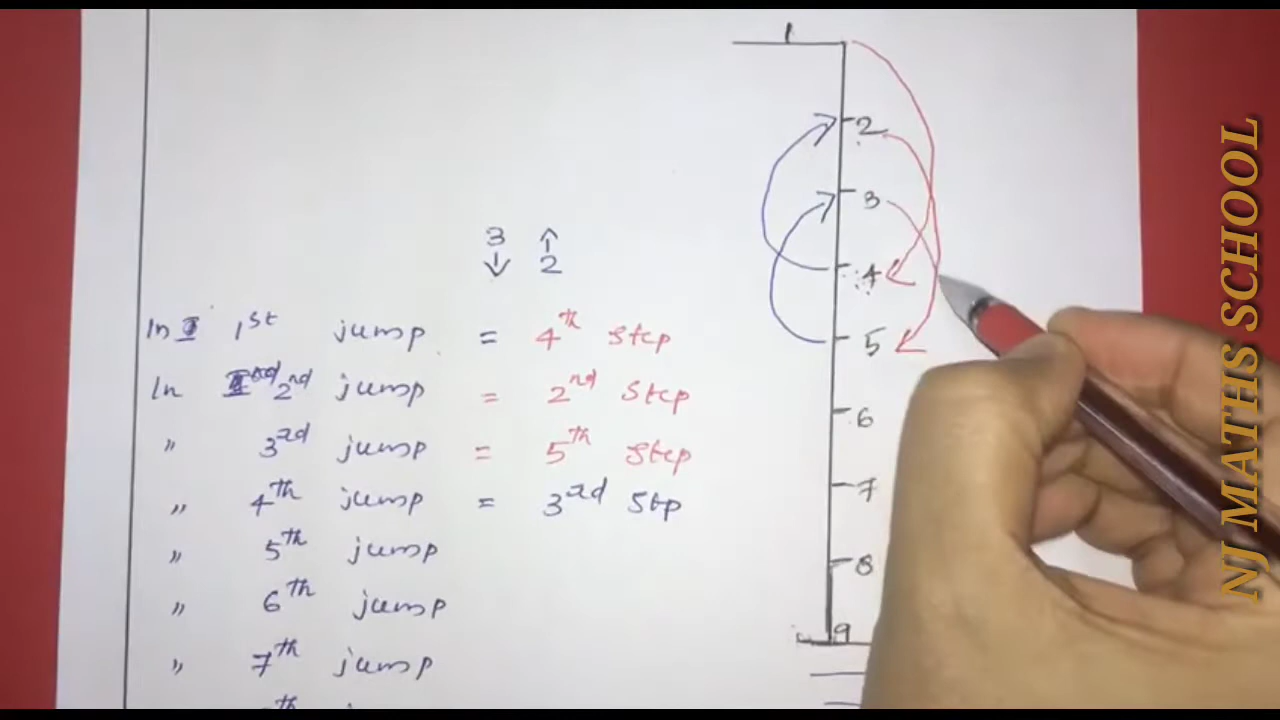 1
2
3
4
5
6
7
8
9
3 2
In 1st jump = 4th step
In 2nd jump = 2nd step
" 3rd jump = 5th step
" 4th jump = 3rd stp
" 5th jump
" 6th jump
" 7th jump
NJ MATHS SCHOOL